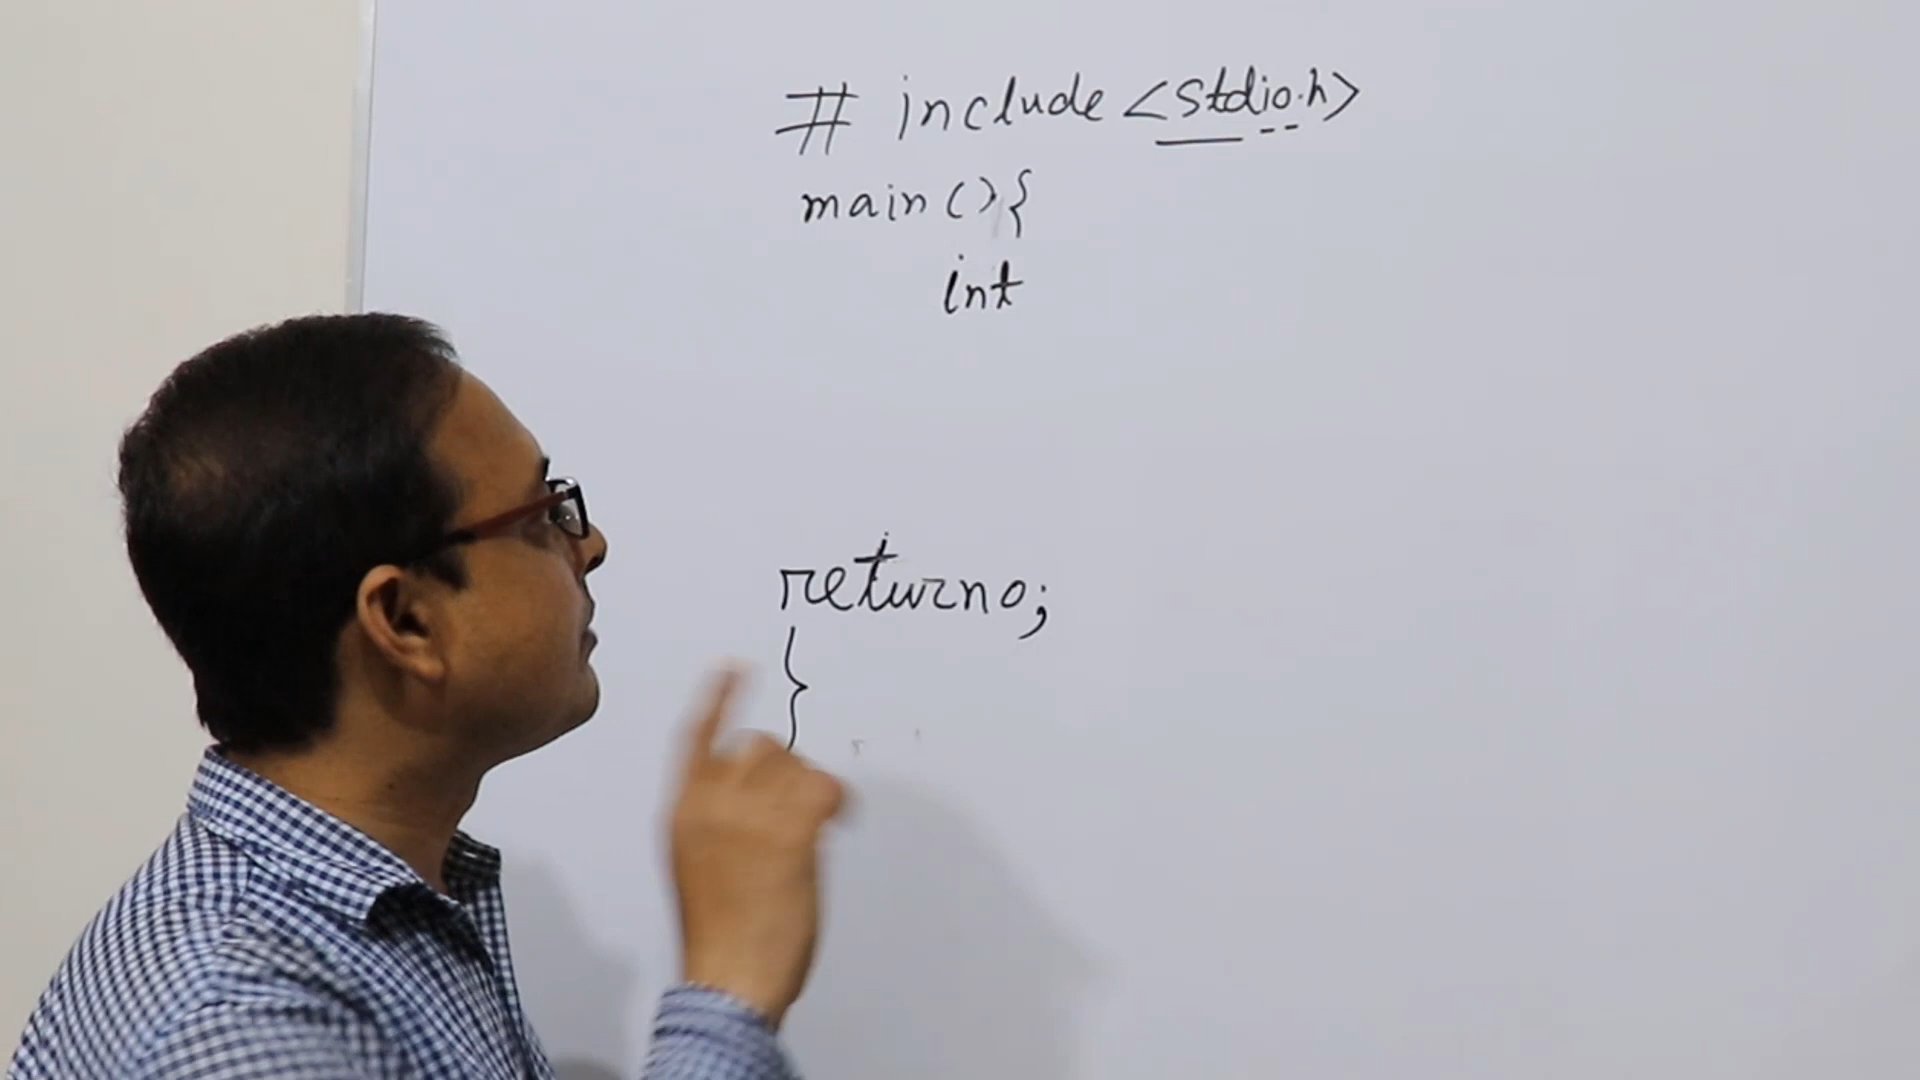 # include <stdio.h>
main () {
int
return 0;
}